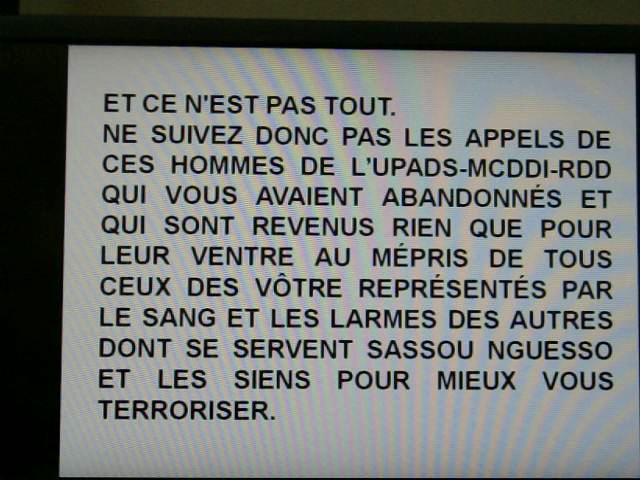 ET CE N'EST PAS TOUT.
NE SUIVEZ DONC PAS LES APPELS DE
CES HOMMES DE L'UPADS-MCDDI-RDD
QUI VOUS AVAIENT ABANDONNÉS ET
QUI SONT REVENUS RIEN QUE POUR
LEUR VENTRE AU MÉPRIS DE TOUS
CEUX DES VÔTRE REPRÉSENTÉS PAR
LE SANG ET LES LARMES DES AUTRES
DONT SE SERVENT SASSOU NGUESSO
ET LES SIENS POUR MIEUX VOUS
TERRORISER.